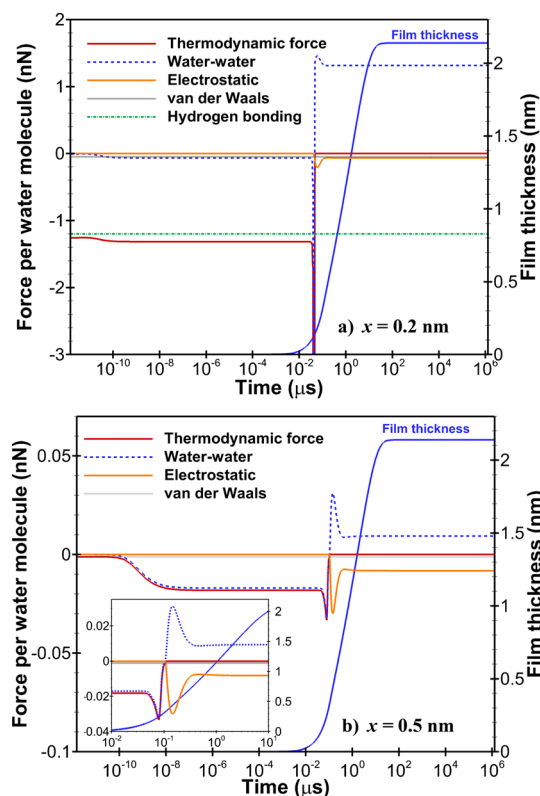 Film thickness
Thermodynamic force
Water-water
Electrostatic
van der Waals
Hydrogen bonding
2
1
0
-1
-2
-3
Force per water molecule (nN)
2
1.5
1
0.5
0
Film thickness (nm)
a) x = 0.2 nm
10⁻¹⁰ 10⁻⁸ 10⁻⁶ 10⁻⁴ 10⁻² 10⁰ 10² 10⁴ 10⁶
Time (μs)
Film thickness
Thermodynamic force
Water-water
Electrostatic
van der Waals
0.05
0
-0.05
-0.1
Force per water molecule (nN)
2
1.5
1
0.5
0
Film thickness (nm)
0.02
0
-0.02
-0.04
2
1.5
1
0.5
0
10⁻² 10⁻¹ 10⁰ 10¹
b) x = 0.5 nm
10⁻¹⁰ 10⁻⁸ 10⁻⁶ 10⁻⁴ 10⁻² 10⁰ 10² 10⁴ 10⁶
Time (μs)